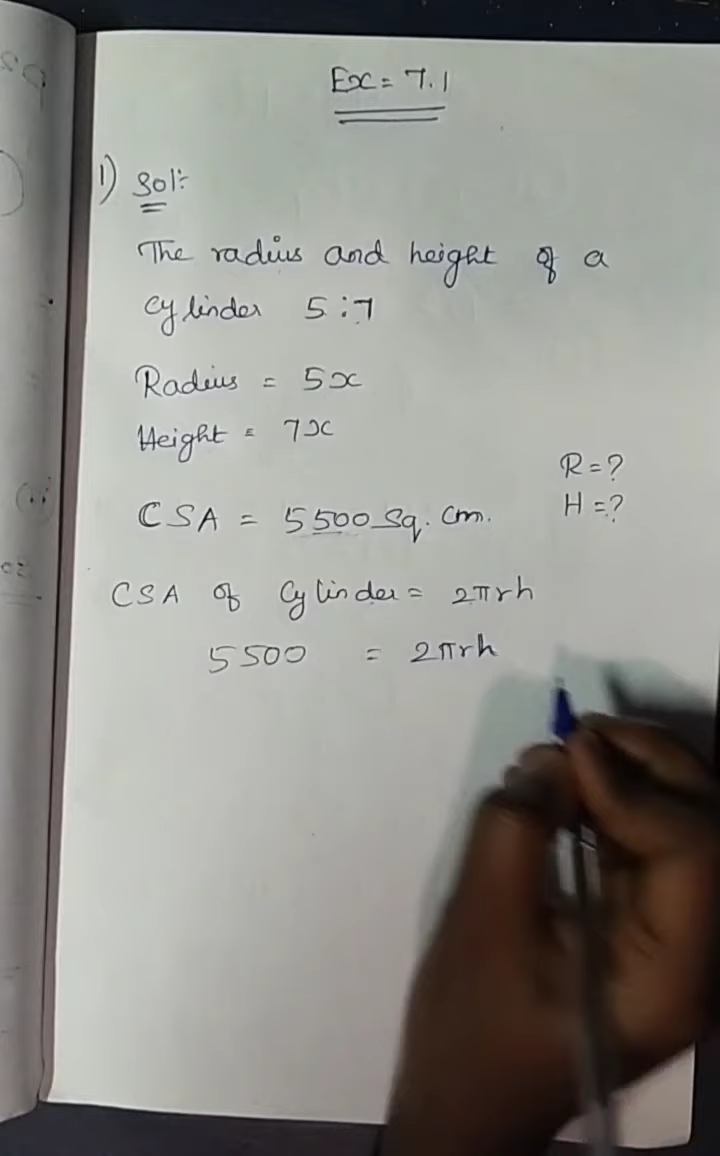 Ex = 7.1
1) Sol:-
The radius and height of a
cylinder 5:7
Radius = 5x
Height = 7x
R = ?
CSA = 5500 Sq. cm.
H = ?
CSA of Cylinder = 2πrh
5500 = 2πrh